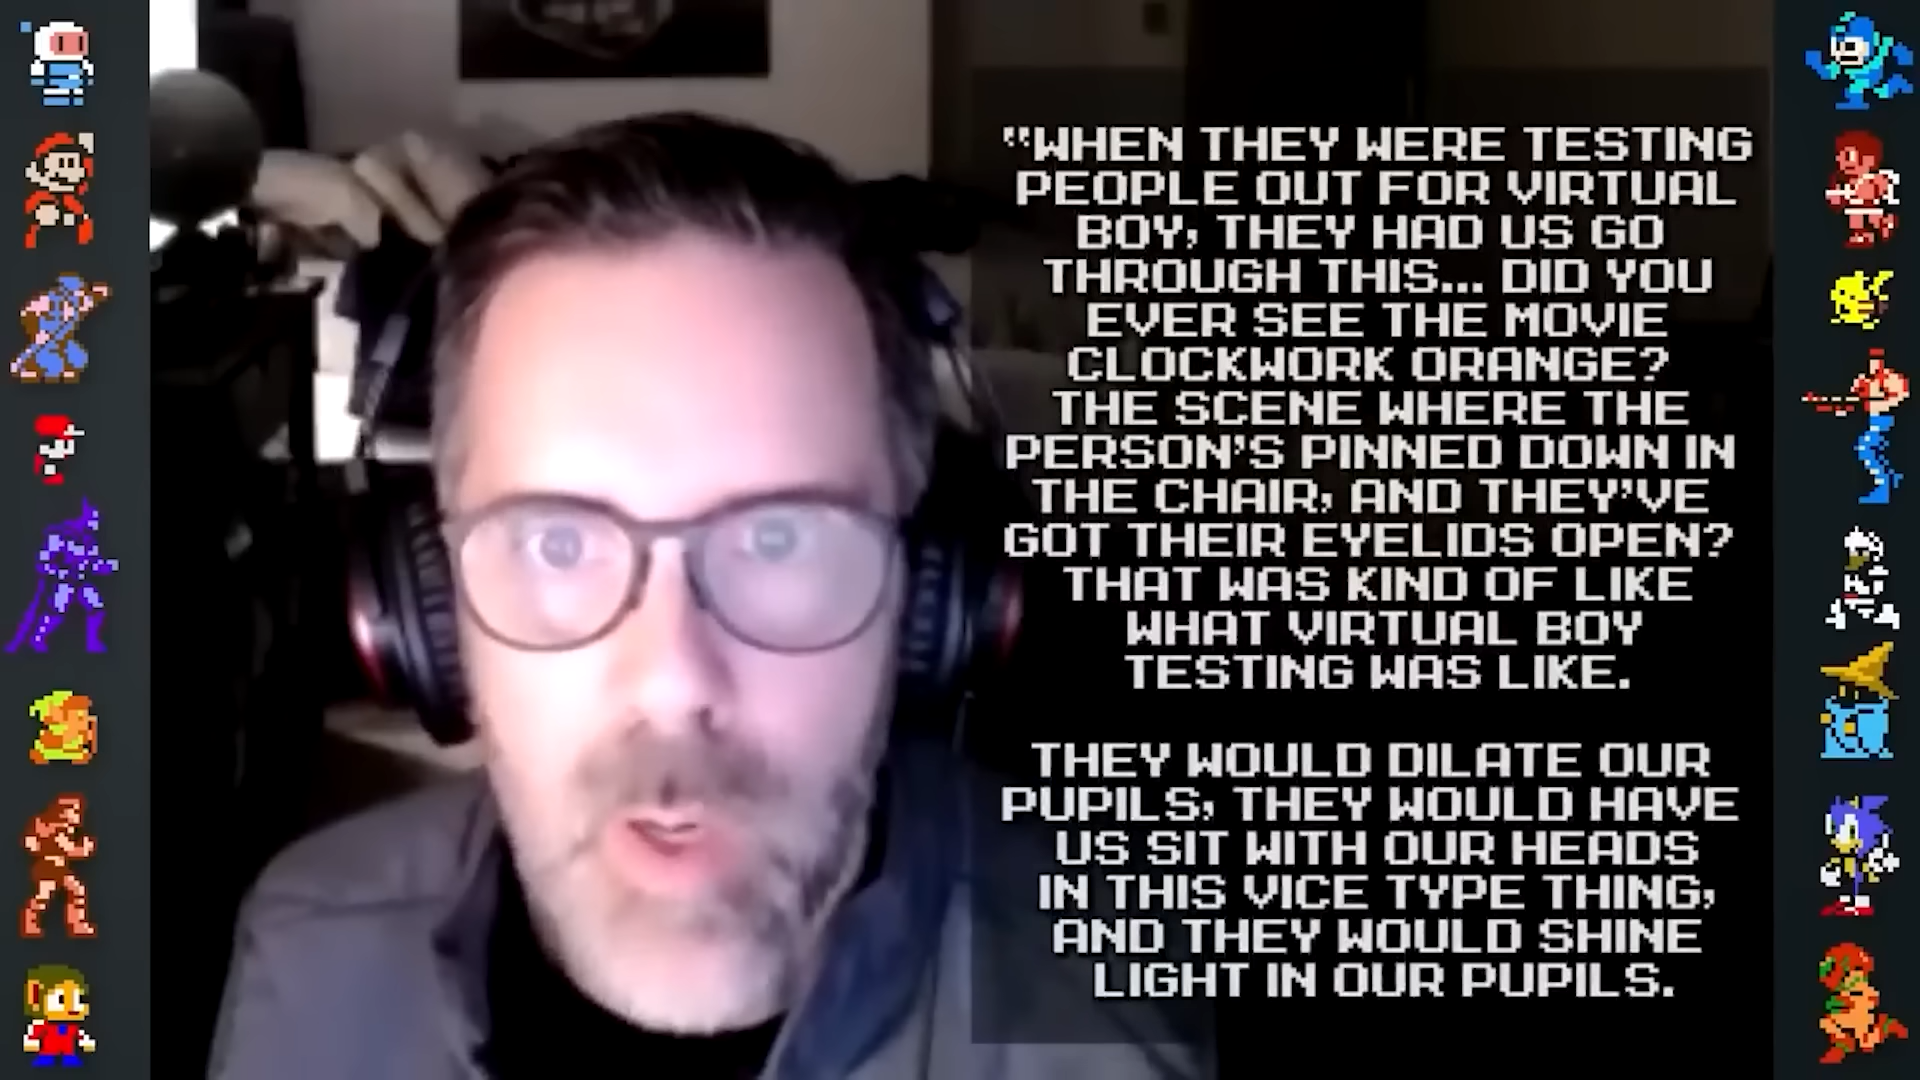 "WHEN THEY WERE TESTING
PEOPLE OUT FOR VIRTUAL
BOY, THEY HAD US GO
THROUGH THIS... DID YOU
EVER SEE THE MOVIE
CLOCKWORK ORANGE?
THE SCENE WHERE THE
PERSON'S PINNED DOWN IN
THE CHAIR, AND THEY'VE
GOT THEIR EYELIDS OPEN?
THAT WAS KIND OF LIKE
WHAT VIRTUAL BOY
TESTING WAS LIKE.
THEY WOULD DILATE OUR
PUPILS, THEY WOULD HAVE
US SIT WITH OUR HEADS
IN THIS VICE TYPE THING,
AND THEY WOULD SHINE
LIGHT IN OUR PUPILS.